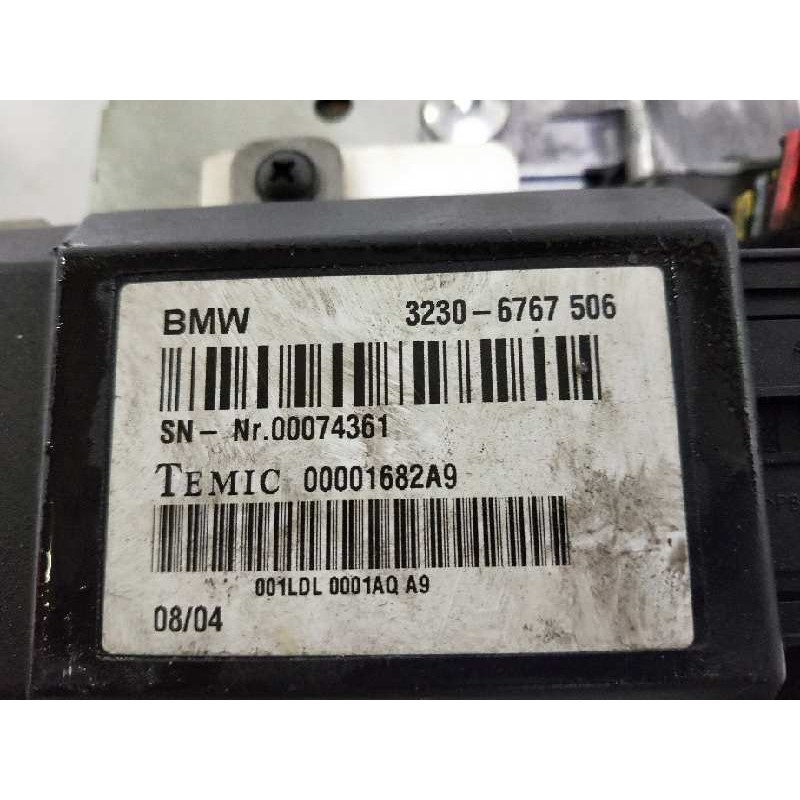 BMW 3230-6767 506
SN- Nr.00074361
TEMIC 00001682A9
001LDL 0001AQ A9
08/04